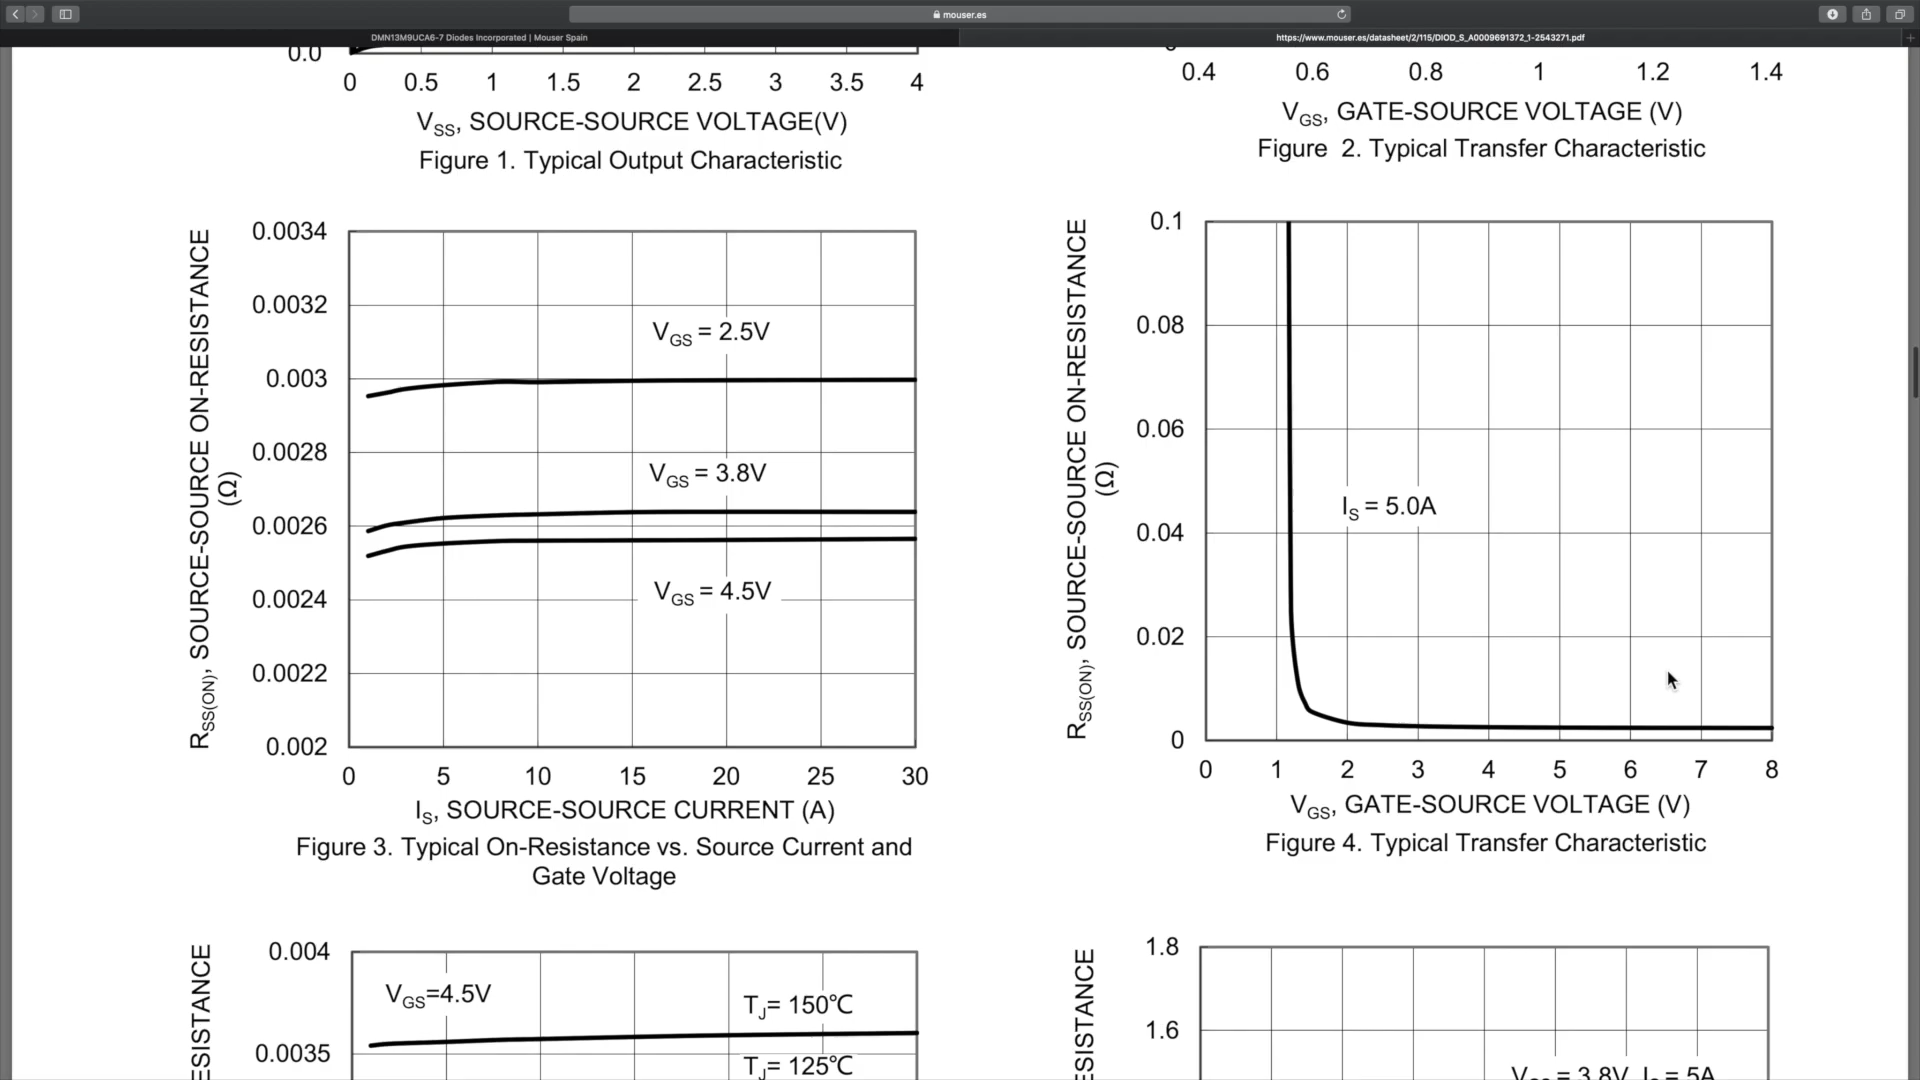 mouser.es
DMN13M9UCA6-7 Diodes Incorporated | Mouser Spain
https://www.mouser.es/datasheet/2/115/DIOD_S_A0009691372_1-2543271.pdf
0.0
0 0.5 1 1.5 2 2.5 3 3.5 4
VSS, SOURCE-SOURCE VOLTAGE(V)
Figure 1. Typical Output Characteristic
0.4 0.6 0.8 1 1.2 1.4
VGS, GATE-SOURCE VOLTAGE (V)
Figure 2. Typical Transfer Characteristic
RSS(ON), SOURCE-SOURCE ON-RESISTANCE
(Ω)
0.0034
0.0032
0.003
0.0028
0.0026
0.0024
0.0022
0.002
VGS = 2.5V
VGS = 3.8V
VGS = 4.5V
0 5 10 15 20 25 30
IS, SOURCE-SOURCE CURRENT (A)
Figure 3. Typical On-Resistance vs. Source Current and
Gate Voltage
RSS(ON), SOURCE-SOURCE ON-RESISTANCE
(Ω)
0.1
0.08
0.06
0.04
0.02
0
IS = 5.0A
0 1 2 3 4 5 6 7 8
VGS, GATE-SOURCE VOLTAGE (V)
Figure 4. Typical Transfer Characteristic
ESISTANCE
0.004
0.0035
VGS=4.5V
TJ= 150℃
TJ= 125℃
ESISTANCE
1.8
1.6
VGS = 3.8V, IS = 5A